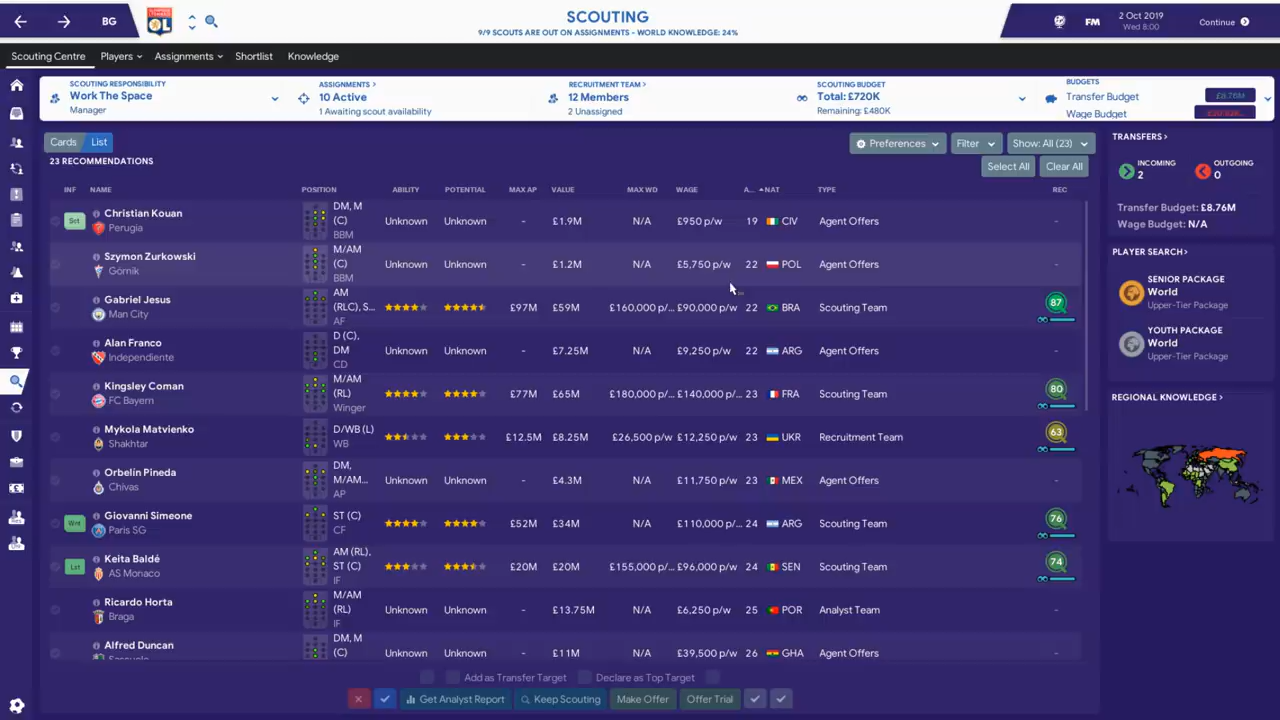 BG
SCOUTING
9/9 SCOUTS ARE OUT ON ASSIGNMENTS - WORLD KNOWLEDGE: 24%
FM
2 Oct 2019
Wed 8:00
Continue
Scouting Centre
Players
Assignments
Shortlist
Knowledge
SCOUTING RESPONSIBILITY
Work The Space
Manager
ASSIGNMENTS >
10 Active
1 Awaiting scout availability
RECRUITMENT TEAM >
12 Members
2 Unassigned
SCOUTING BUDGET
Total: £720K
Remaining: £480K
BUDGETS
Transfer Budget £8.76M
Wage Budget
Cards List
Preferences
Filter
Show: All (23)
23 RECOMMENDATIONS
Select All
Clear All
INF NAME POSITION ABILITY POTENTIAL MAX AP VALUE MAX WD WAGE A... NAT TYPE REC
Sct Christian Kouan
Perugia
DM, M (C)
BBM
Unknown Unknown - £1.9M N/A £950 p/w 19 CIV Agent Offers -
Szymon Zurkowski
Górnik
M/AM (C)
BBM
Unknown Unknown - £1.2M N/A £5,750 p/w 22 POL Agent Offers -
Gabriel Jesus
Man City
AM (RLC), S...
AF
£97M £59M £160,000 p/... £90,000 p/w 22 BRA Scouting Team 87
Alan Franco
Independiente
D (C), DM
CD
Unknown Unknown - £7.25M N/A £9,250 p/w 22 ARG Agent Offers -
Kingsley Coman
FC Bayern
M/AM (RL)
Winger
£77M £65M £180,000 p/... £140,000 p/... 23 FRA Scouting Team 80
Mykola Matvienko
Shakhtar
D/WB (L)
WB
£12.5M £8.25M £26,500 p/w £12,250 p/w 23 UKR Recruitment Team 63
Orbelín Pineda
Chivas
DM, M/AM...
AP
Unknown Unknown - £4.3M N/A £11,750 p/w 23 MEX Agent Offers -
Wnt Giovanni Simeone
Paris SG
ST (C)
CF
£52M £34M N/A £110,000 p/... 24 ARG Scouting Team 76
Lst Keita Baldé
AS Monaco
AM (RL), ST (C)
IF
£20M £20M £155,000 p/... £96,000 p/w 24 SEN Scouting Team 74
Ricardo Horta
Braga
M/AM (RL)
IF
Unknown Unknown - £13.75M N/A £6,250 p/w 25 POR Analyst Team -
Alfred Duncan
DM, M (C)
Unknown Unknown - £11M N/A £39,500 p/w 26 GHA Agent Offers -
Add as Transfer Target
Declare as Top Target
Get Analyst Report
Keep Scouting
Make Offer
Offer Trial
TRANSFERS >
INCOMING
2
OUTGOING
0
Transfer Budget: £8.76M
Wage Budget: N/A
PLAYER SEARCH >
SENIOR PACKAGE
World
Upper-Tier Package
YOUTH PACKAGE
World
Upper-Tier Package
REGIONAL KNOWLEDGE >